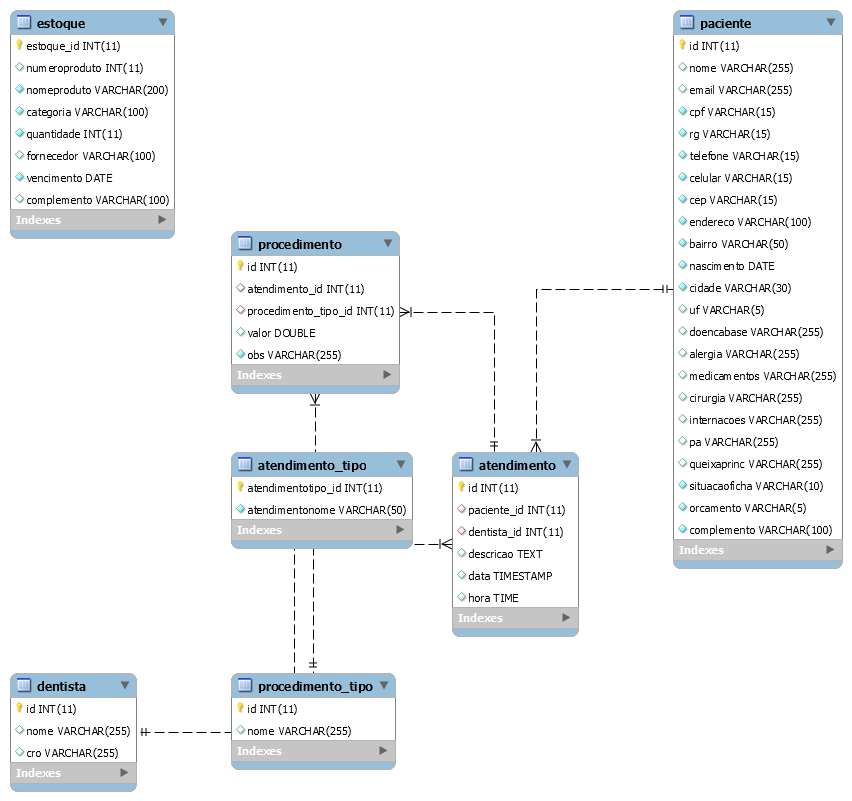 estoque
estoque_id INT(11)
numeroproduto INT(11)
nomeproduto VARCHAR(200)
categoria VARCHAR(100)
quantidade INT(11)
fornecedor VARCHAR(100)
vencimento DATE
complemento VARCHAR(100)
Indexes
paciente
id INT(11)
nome VARCHAR(255)
email VARCHAR(255)
cpf VARCHAR(15)
rg VARCHAR(15)
telefone VARCHAR(15)
celular VARCHAR(15)
cep VARCHAR(15)
endereco VARCHAR(100)
bairro VARCHAR(50)
nascimento DATE
cidade VARCHAR(30)
uf VARCHAR(5)
doencabase VARCHAR(255)
alergia VARCHAR(255)
medicamentos VARCHAR(255)
cirurgia VARCHAR(255)
internacoes VARCHAR(255)
pa VARCHAR(255)
queixaprinc VARCHAR(255)
situacaoficha VARCHAR(10)
orcamento VARCHAR(5)
complemento VARCHAR(100)
Indexes
procedimento
id INT(11)
atendimento_id INT(11)
procedimento_tipo_id INT(11)
valor DOUBLE
obs VARCHAR(255)
Indexes
atendimento_tipo
atendimentotipo_id INT(11)
atendimentonome VARCHAR(50)
Indexes
atendimento
id INT(11)
paciente_id INT(11)
dentista_id INT(11)
descricao TEXT
data TIMESTAMP
hora TIME
Indexes
dentista
id INT(11)
nome VARCHAR(255)
cro VARCHAR(255)
Indexes
procedimento_tipo
id INT(11)
nome VARCHAR(255)
Indexes